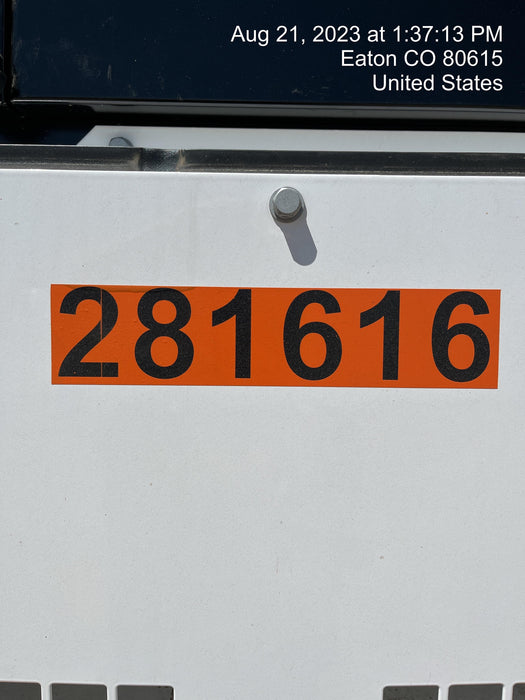 Aug 21, 2023 at 1:37:13 PM
Eaton CO 80615
United States
281616